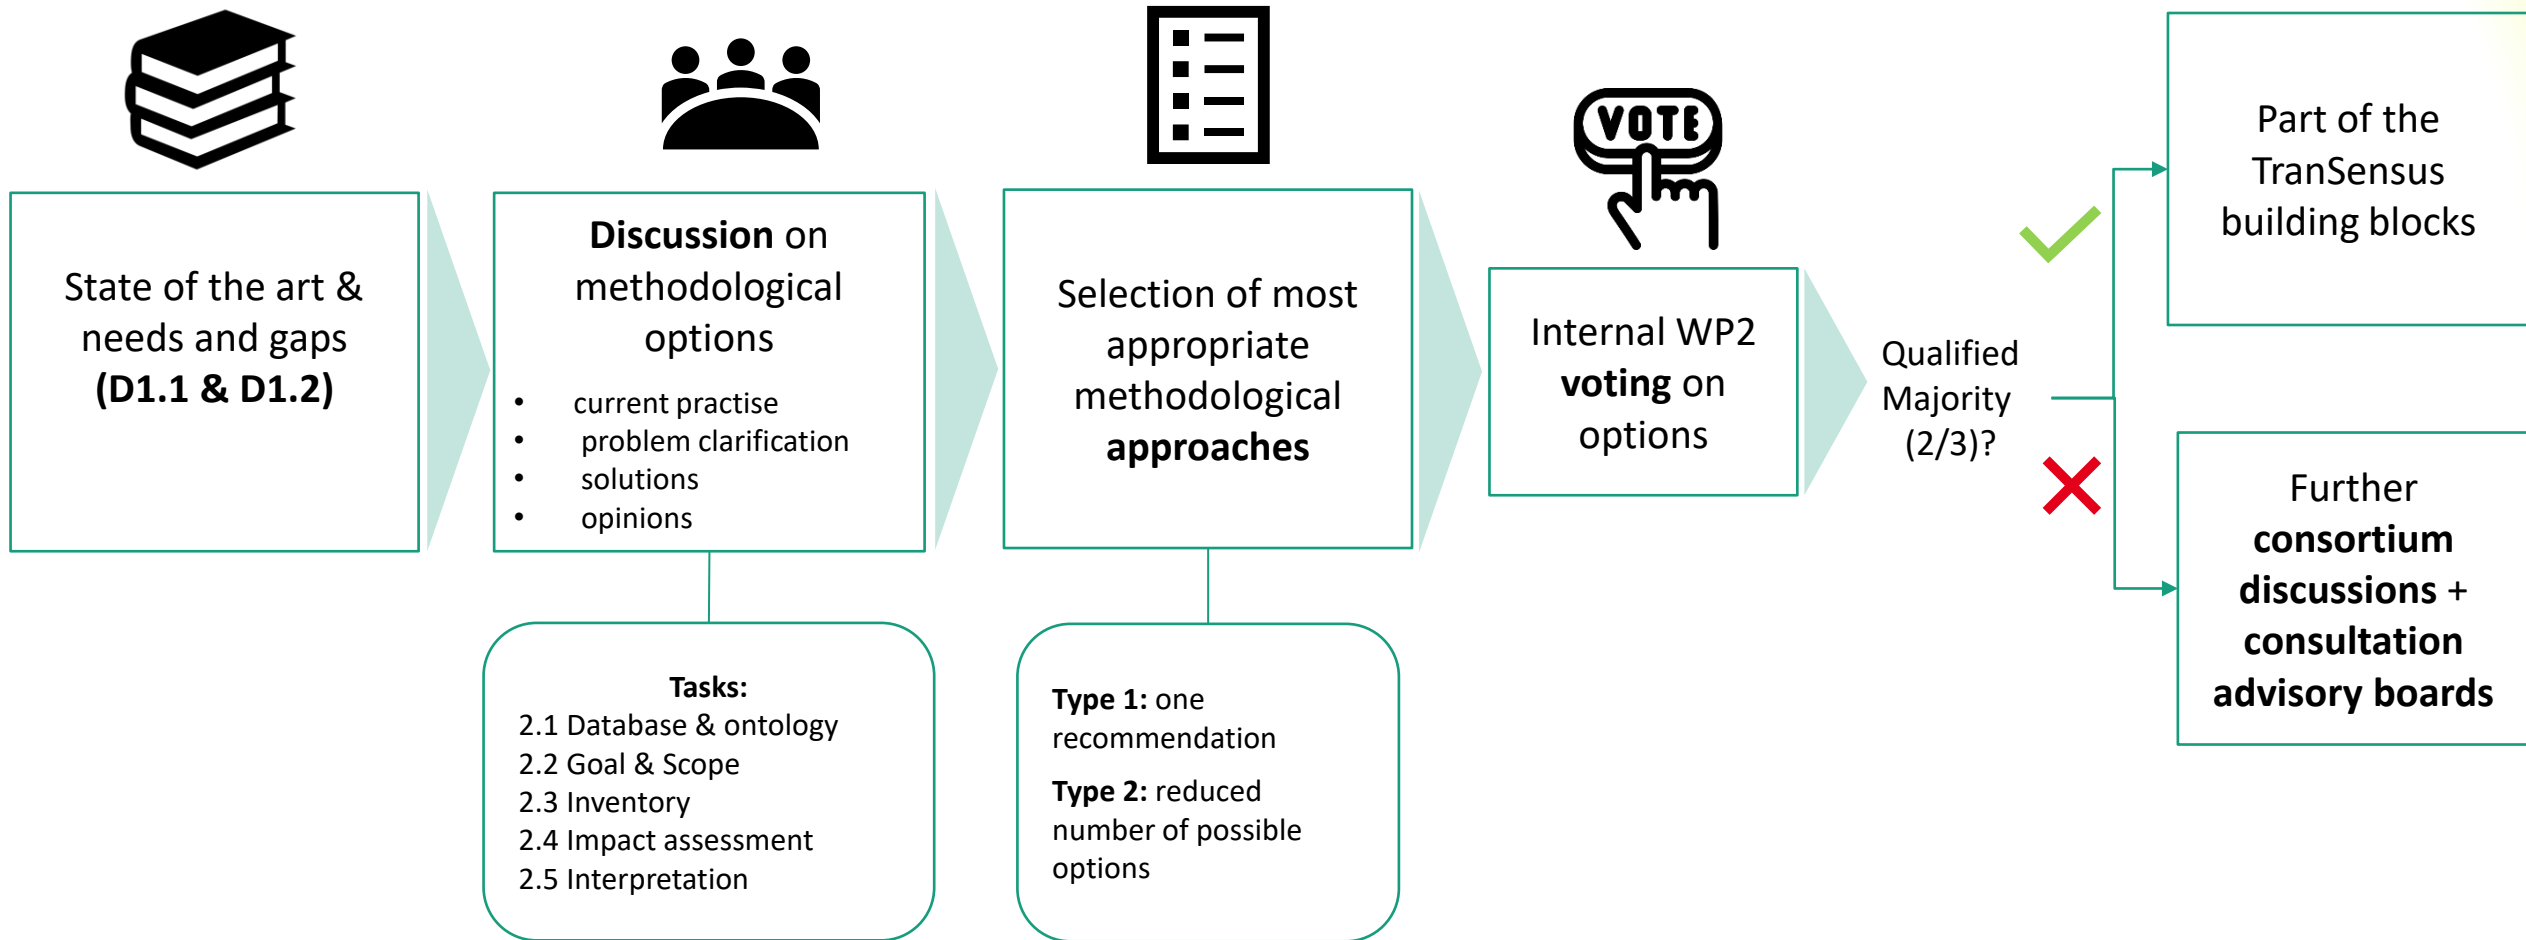 State of the art &
needs and gaps
(D1.1 & D1.2)
Discussion on
methodological
options
• current practise
• problem clarification
• solutions
• opinions
Tasks:
2.1 Database & ontology
2.2 Goal & Scope
2.3 Inventory
2.4 Impact assessment
2.5 Interpretation
Selection of most
appropriate
methodological
approaches
Type 1: one
recommendation
Type 2: reduced
number of possible
options
VOTE
Internal WP2
voting on
options
Qualified
Majority
(2/3)?
Part of the
TranSensus
building blocks
Further
consortium
discussions +
consultation
advisory boards